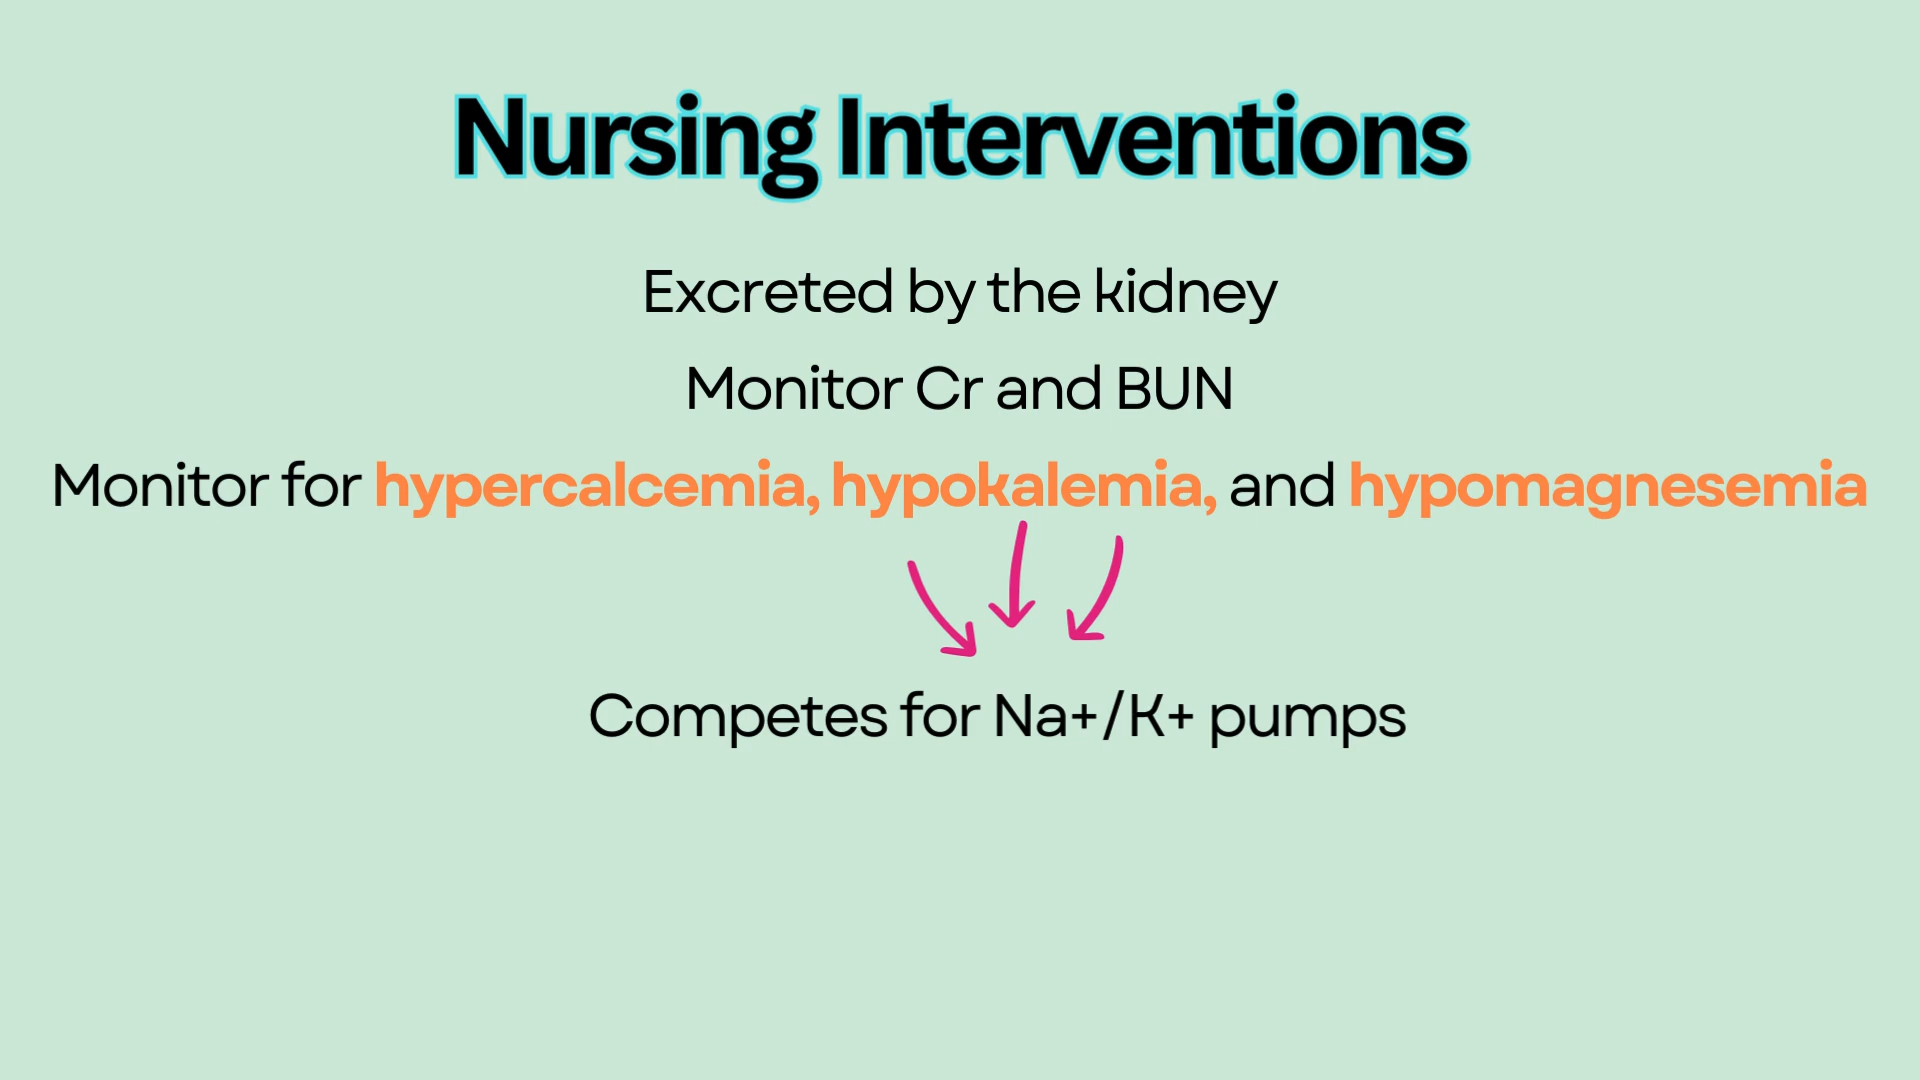 Nursing Interventions
Excreted by the kidney
Monitor Cr and BUN
Monitor for hypercalcemia, hypokalemia, and hypomagnesemia
Competes for Na+/K+ pumps